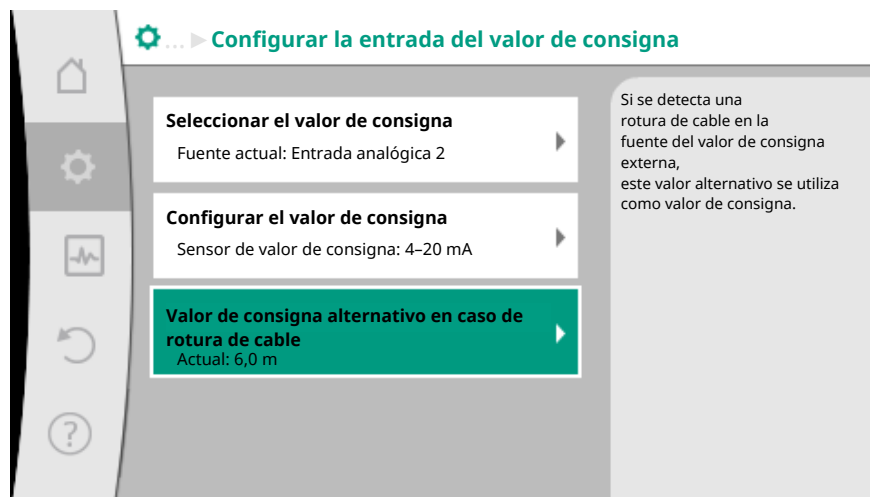 ... ▶ Configurar la entrada del valor de consigna
Seleccionar el valor de consigna
Fuente actual: Entrada analógica 2
Configurar el valor de consigna
Sensor de valor de consigna: 4–20 mA
Valor de consigna alternativo en caso de
rotura de cable
Actual: 6,0 m
Si se detecta una
rotura de cable en la
fuente del valor de consigna
externa,
este valor alternativo se utiliza
como valor de consigna.
?